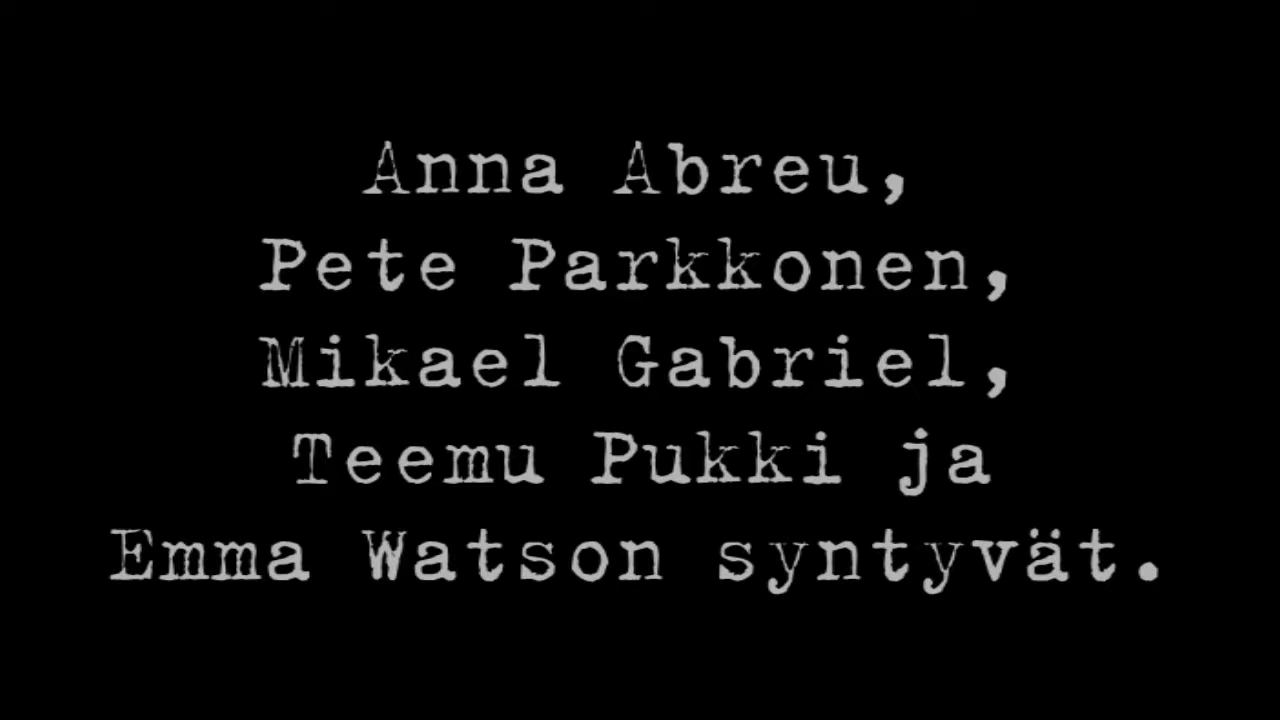 Anna Abreu,
Pete Parkkonen,
Mikael Gabriel,
Teemu Pukki ja
Emma Watson syntyvät.